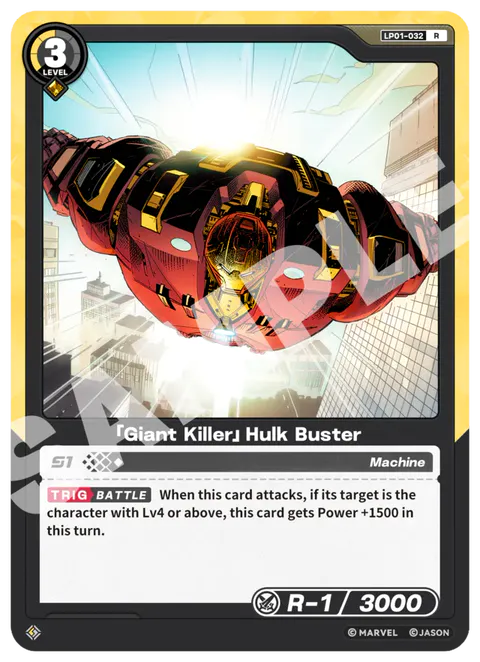 3
LEVEL
LP01-032 R
SAMPLE
「Giant Killer」 Hulk Buster
S1
Machine
TRIG BATTLE When this card attacks, if its target is the
character with Lv4 or above, this card gets Power +1500 in
this turn.
R-1 / 3000
© MARVEL © JASON